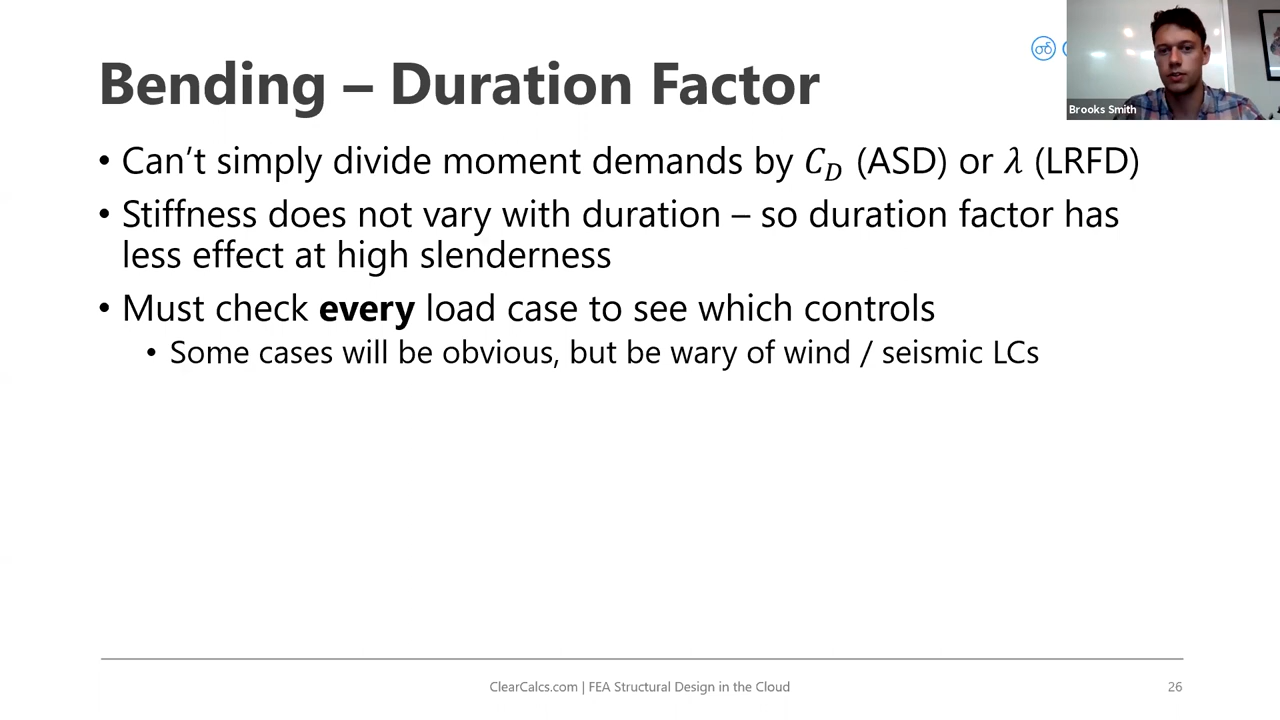 Bending – Duration Factor
Brooks Smith
• Can’t simply divide moment demands by C_D (ASD) or λ (LRFD)
• Stiffness does not vary with duration – so duration factor has
less effect at high slenderness
• Must check every load case to see which controls
• Some cases will be obvious, but be wary of wind / seismic LCs
ClearCalcs.com | FEA Structural Design in the Cloud
26